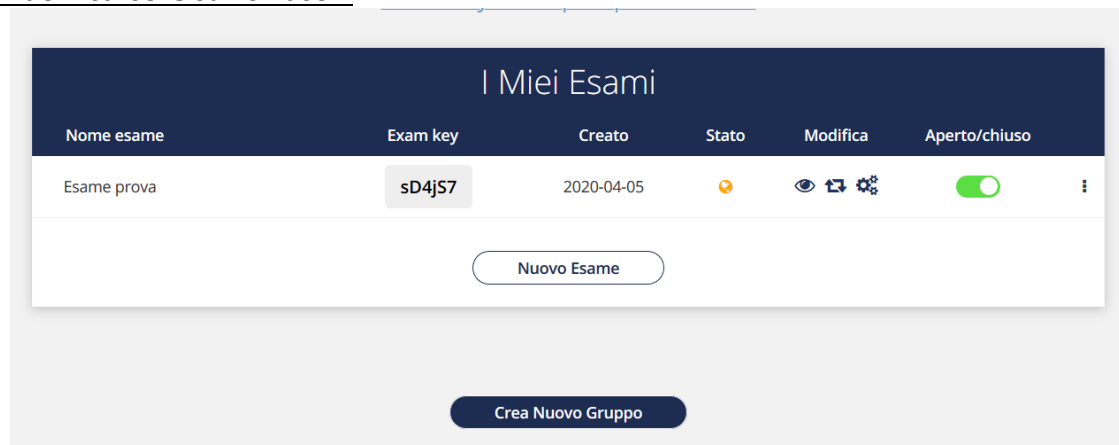 I Miei Esami
Nome esame Exam key Creato Stato Modifica Aperto/chiuso
Esame prova sD4jS7 2020-04-05
Nuovo Esame
Crea Nuovo Gruppo